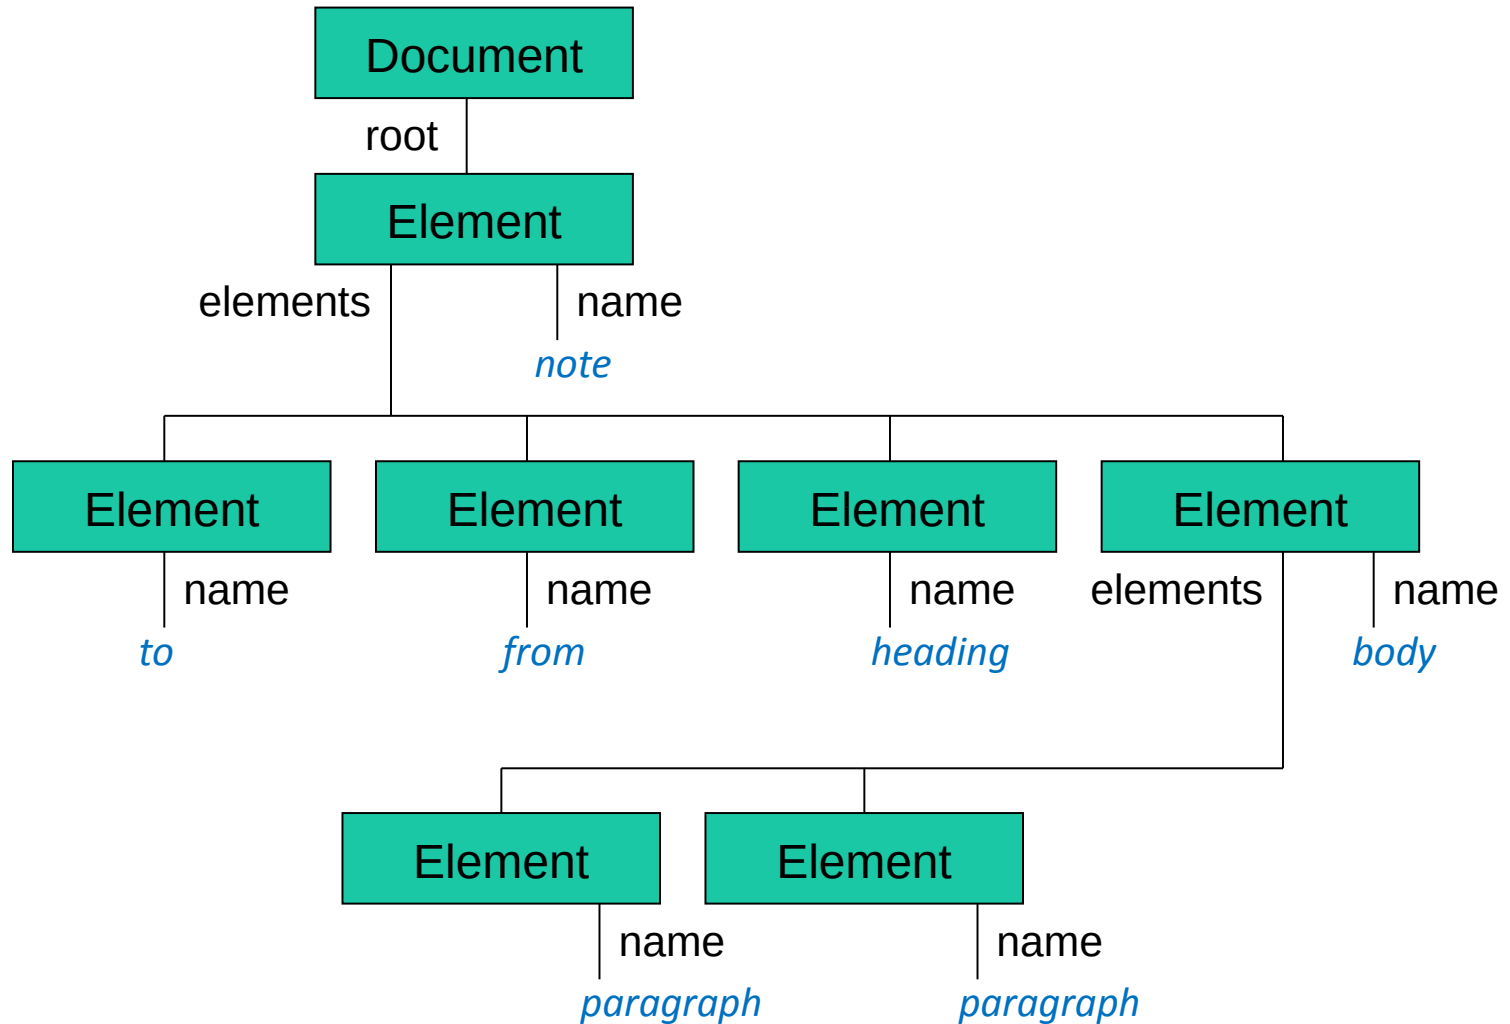 Document
root
Element
elements
name
note
Element
Element
Element
Element
name
name
name
elements
name
to
from
heading
body
Element
Element
name
name
paragraph
paragraph